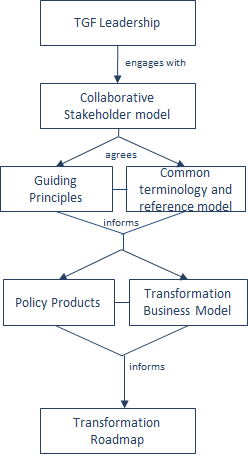 TGF Leadership
engages with
Collaborative
Stakeholder model
agrees
Guiding
Principles
Common
terminology and
reference model
informs
Policy Products
Transformation
Business Model
informs
Transformation
Roadmap